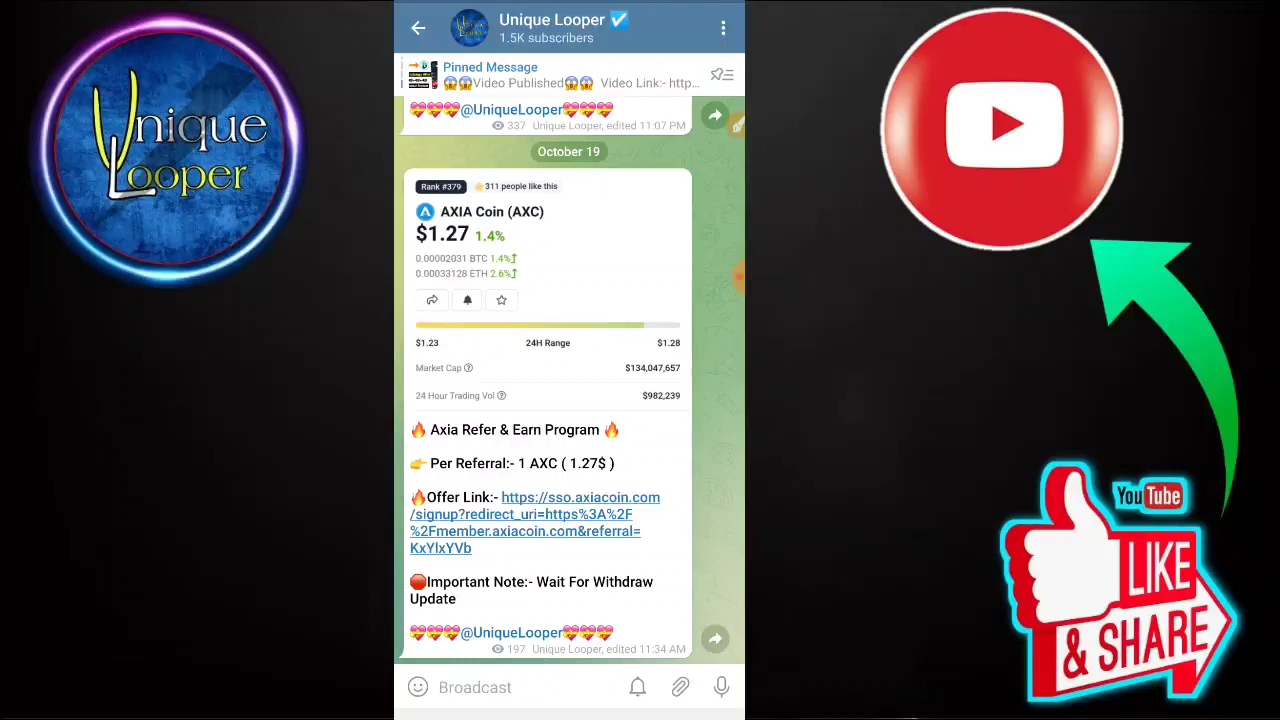 Unique
Looper
Unique Looper
1.5K subscribers
Pinned Message
😱😱Video Published😱😱 Video Link:- http...
💝💝💝@UniqueLooper💝💝💝
337 Unique Looper, edited 11:07 PM
October 19
Rank #379 👍 311 people like this
AXIA Coin (AXC)
$1.27 1.4%
0.00002031 BTC 1.4%
0.00033128 ETH 2.6%
$1.23 24H Range $1.28
Market Cap $134,047,657
24 Hour Trading Vol $982,239
🔥 Axia Refer & Earn Program 🔥
👉 Per Referral:- 1 AXC ( 1.27$ )
🔥Offer Link:- https://sso.axiacoin.com
/signup?redirect_uri=https%3A%2F
%2Fmember.axiacoin.com&referral=
KxYlxYVb
🛑Important Note:- Wait For Withdraw
Update
💝💝💝@UniqueLooper💝💝💝
197 Unique Looper, edited 11:34 AM
Broadcast
YouTube
LIKE
& SHARE